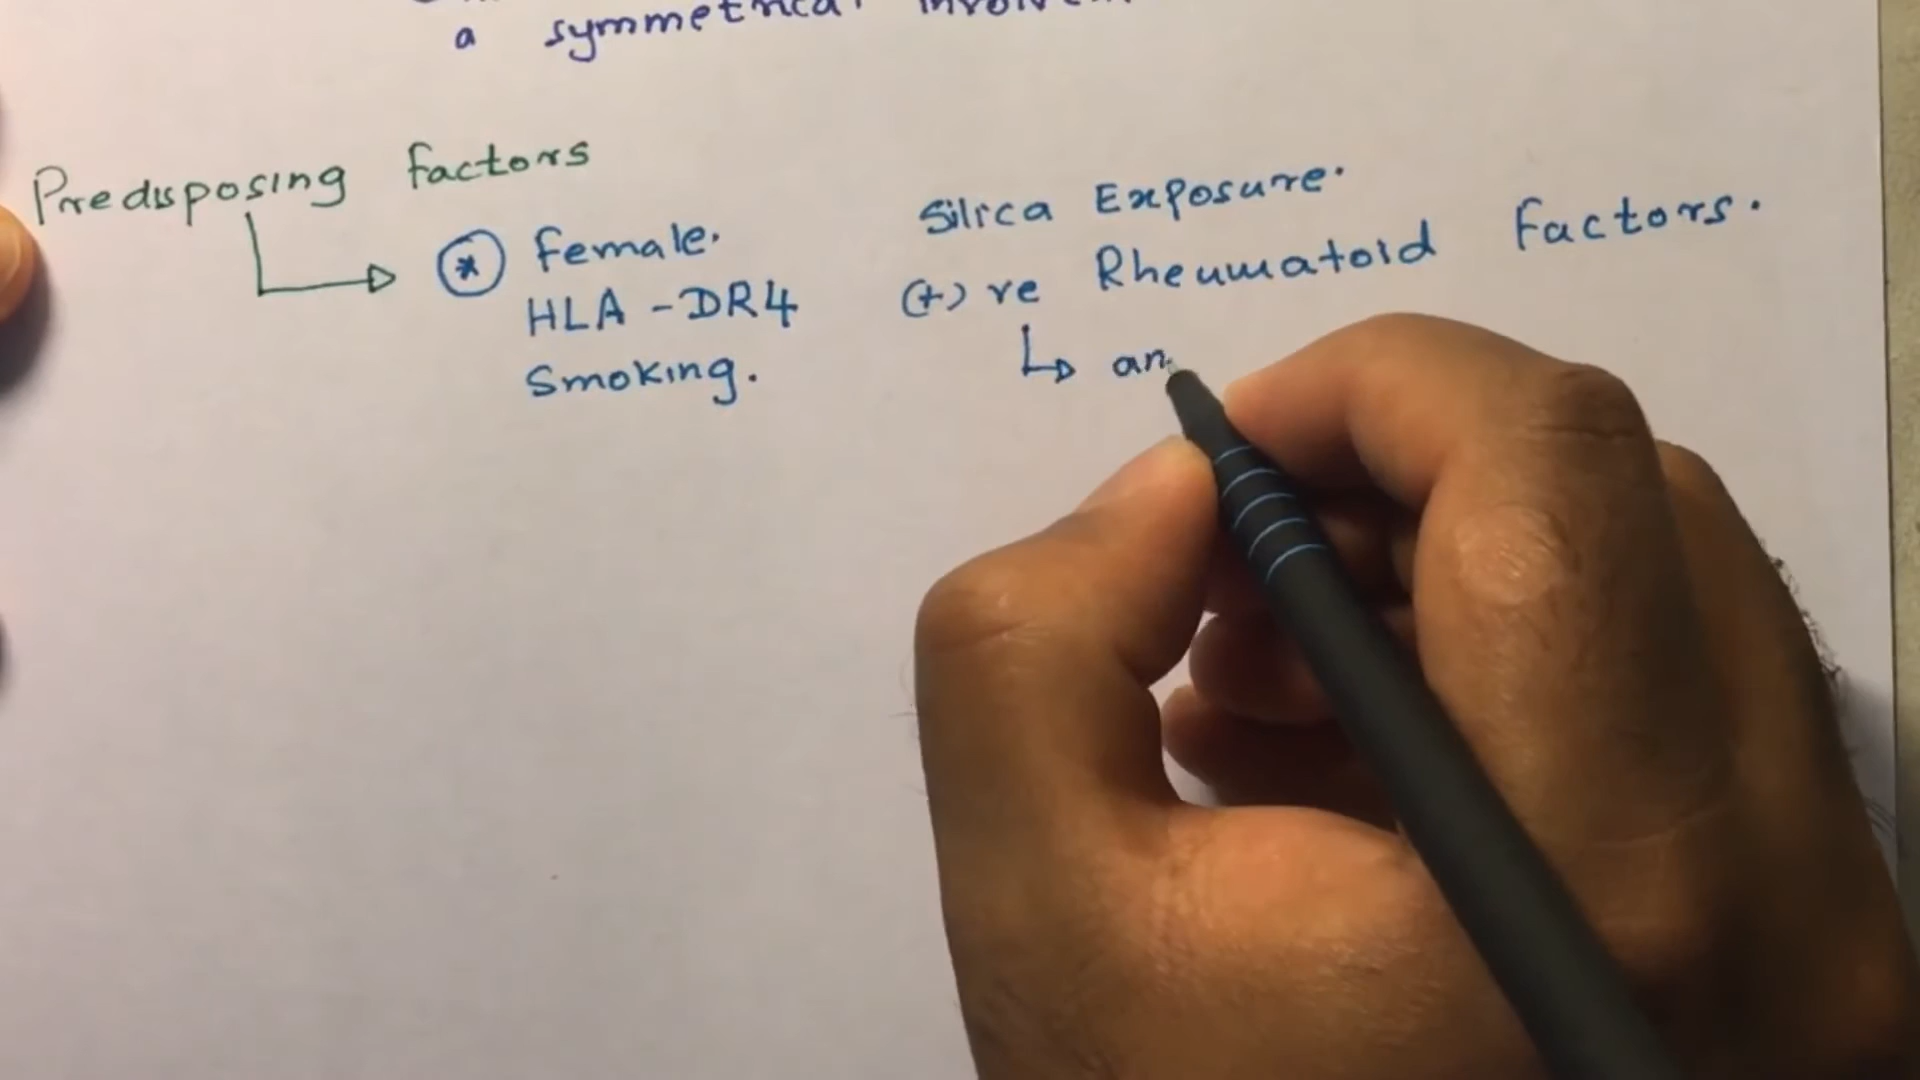 a symmetrical
Predisposing factors
* female.
HLA - DR4
Smoking.
Silica Exposure.
(+) ve Rheumatoid factors.
an